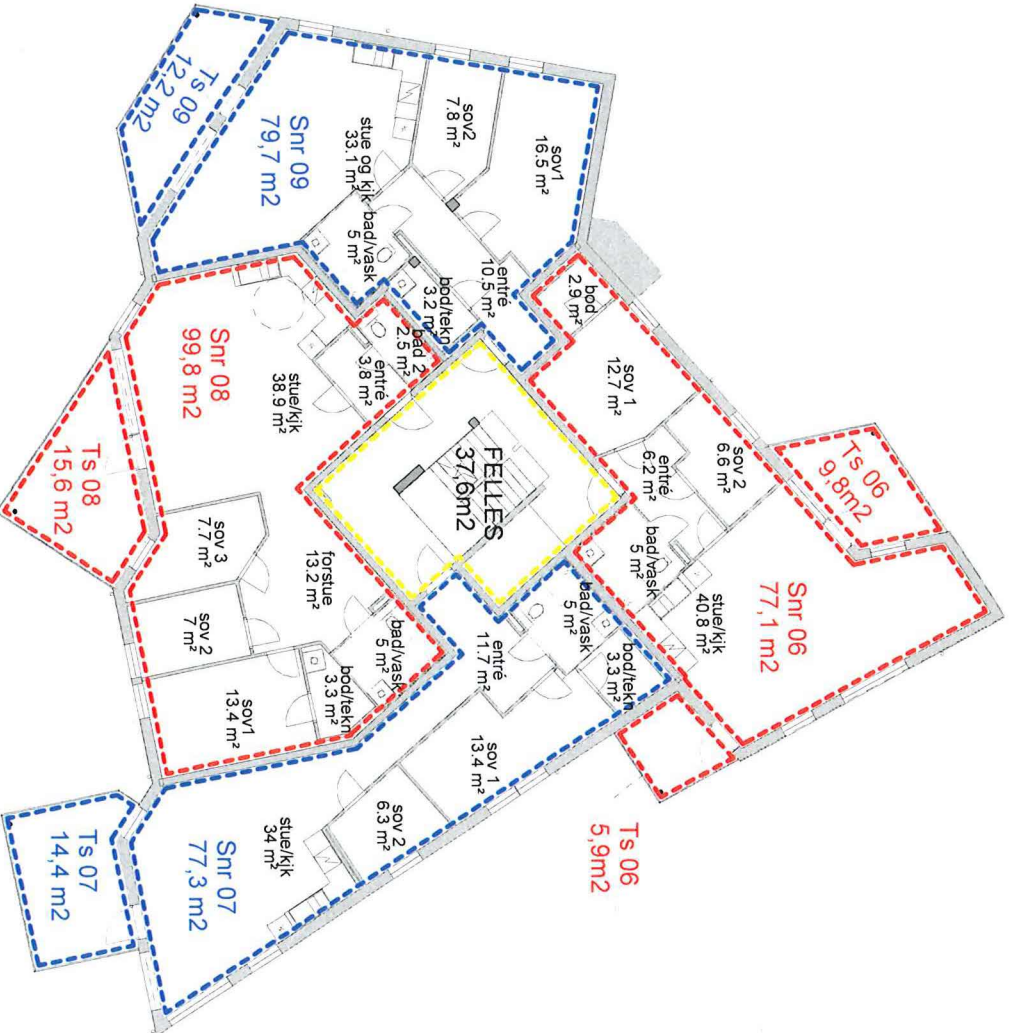 Ts 09
12,2 m2
Snr 09
79,7 m2
sov2
7.8 m²
sov1
16.5 m²
stue og kjk
33.1 m²
bad/vask
5 m²
entré
10.5 m²
bod/tekn
3.2 m²
bod
2.9 m²
bad 2
2.5 m²
entré
3.8 m²
Snr 08
99,8 m2
stue/kjk
38.9 m²
Ts 08
15,6 m2
sov 3
7.7 m²
forstue
13.2 m²
sov 2
7 m²
sov1
13.4 m²
bad/vask
5 m²
bod/tekn
3.3 m²
FELLES
37,6m2
sov 1
12.7 m²
sov 2
6.6 m²
entré
6.2 m²
bad/vask
5 m²
stue/kjk
40.8 m²
Snr 06
77,1 m2
Ts 06
9,8m2
Ts 06
5,9m2
bad/vask
5 m²
entré
11.7 m²
bod/tekn
3.3 m²
sov 1
13.4 m²
sov 2
6.3 m²
stue/kjk
34 m²
Snr 07
77,3 m2
Ts 07
14,4 m2